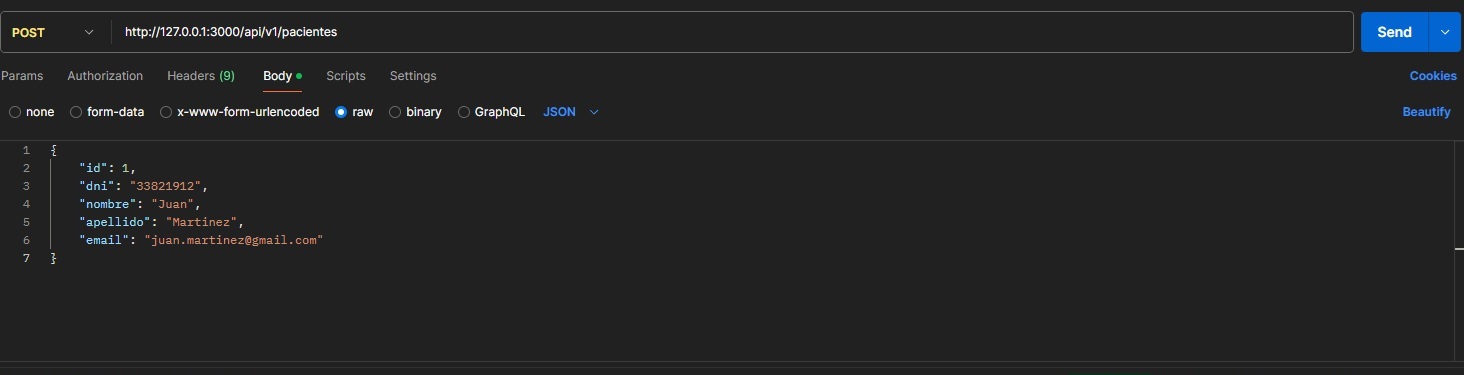 POST http://127.0.0.1:3000/api/v1/pacientes Send
Params Authorization Headers (9) Body Scripts Settings Cookies
none form-data x-www-form-urlencoded raw binary GraphQL JSON Beautify
1 {
2 "id": 1,
3 "dni": "33821912",
4 "nombre": "Juan",
5 "apellido": "Martinez",
6 "email": "juan.martinez@gmail.com"
7 }